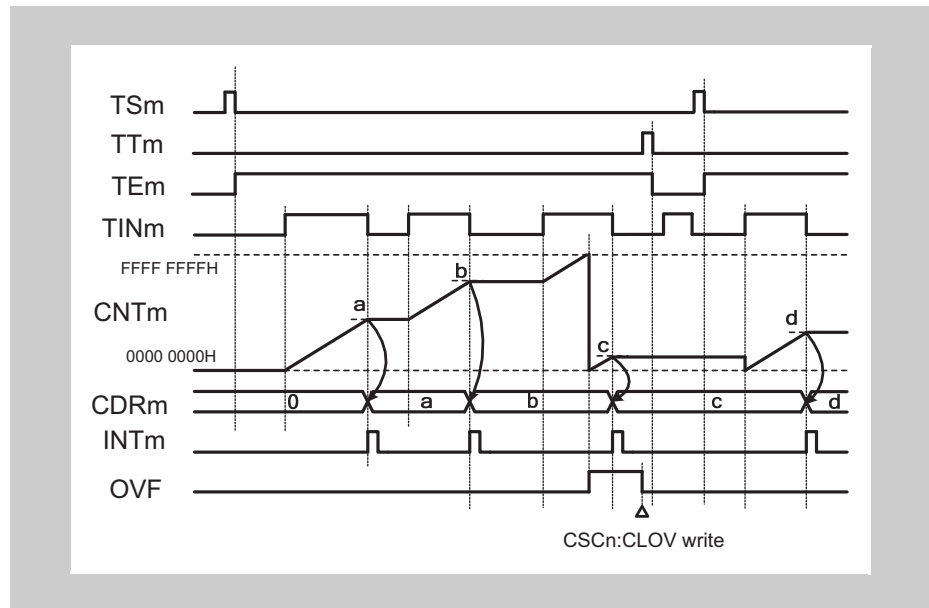 TSm
TTm
TEm
TINm
FFFF FFFFH
b
a
CNTm
d
c
0000 0000H
CDRm 0 a b c d
INTm
OVF
CSCn:CLOV write